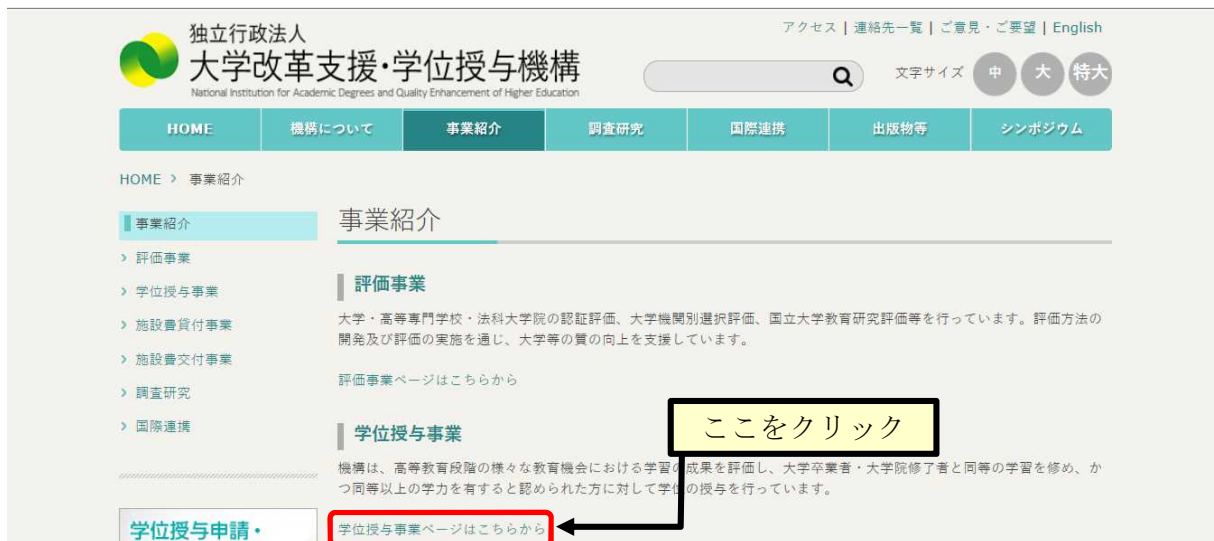 独立行政法人
大学改革支援・学位授与機構
National Institution for Academic Degrees and Quality Enhancement of Higher Education
アクセス | 連絡先一覧 | ご意見・ご要望 | English
文字サイズ 中 大 特大
HOME 機構について 事業紹介 調査研究 国際連携 出版物等 シンポジウム
HOME > 事業紹介
事業紹介
> 評価事業
> 学位授与事業
> 施設費貸付事業
> 施設費交付事業
> 調査研究
> 国際連携
学位授与申請・
事業紹介
評価事業
大学・高等専門学校・法科大学院の認証評価、大学機関別選択評価、国立大学教育研究評価等を行っています。評価方法の
開発及び評価の実施を通じ、大学等の質の向上を支援しています。
評価事業ページはこちらから
学位授与事業
ここをクリック
機構は、高等教育段階の様々な教育機会における学習の成果を評価し、大学卒業者・大学院修了者と同等の学習を修め、か
つ同等以上の学力を有すると認められた方に対して学位の授与を行っています。
学位授与事業ページはこちらから